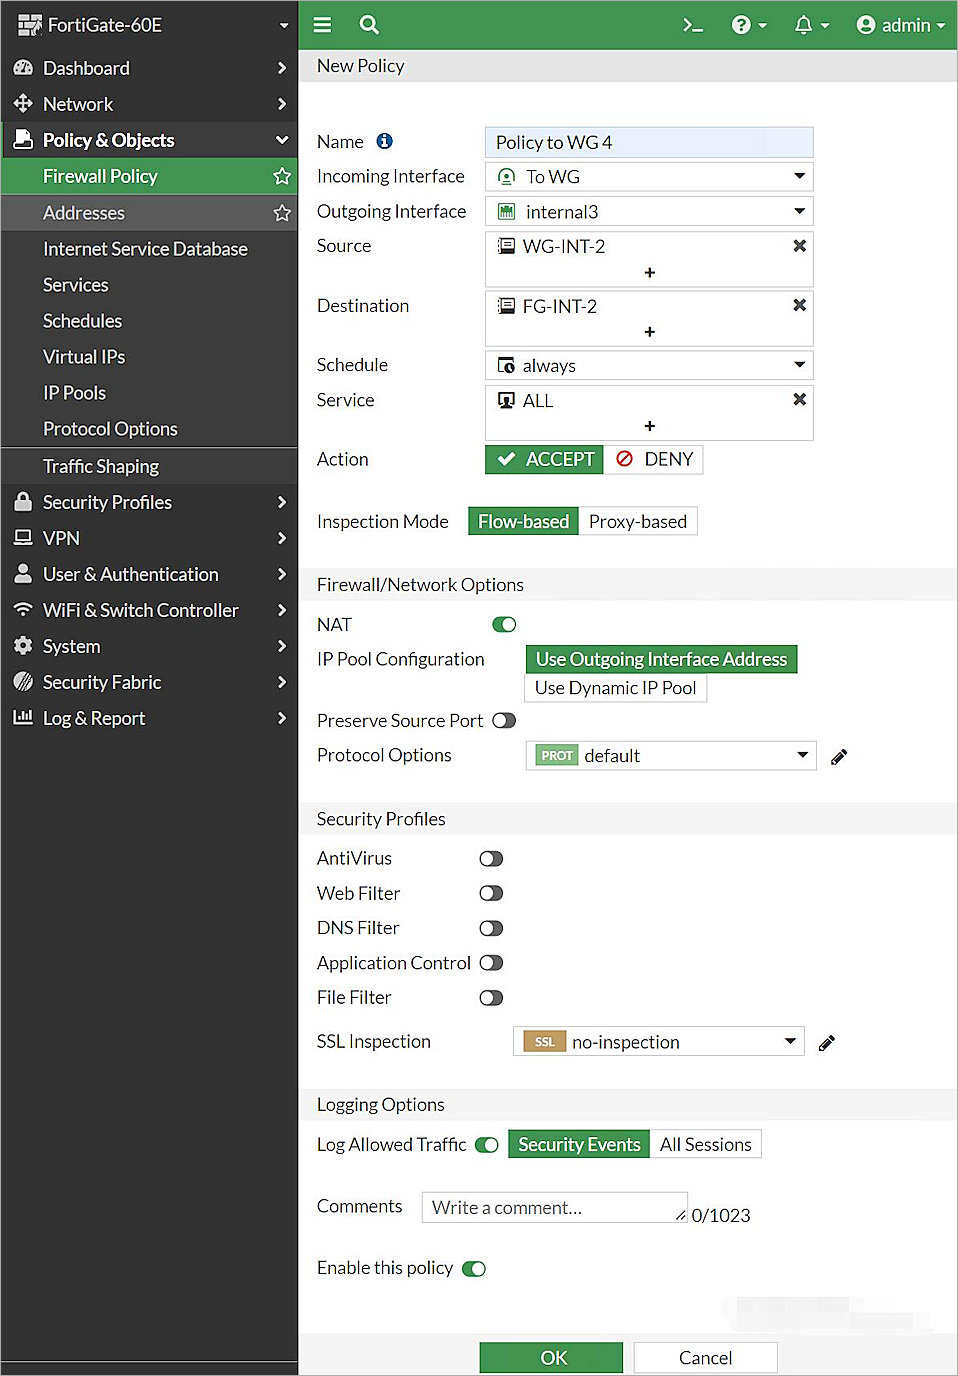 FortiGate-60E
admin
Dashboard
Network
Policy & Objects
Firewall Policy
Addresses
Internet Service Database
Services
Schedules
Virtual IPs
IP Pools
Protocol Options
Traffic Shaping
Security Profiles
VPN
User & Authentication
WiFi & Switch Controller
System
Security Fabric
Log & Report
New Policy
Name Policy to WG 4
Incoming Interface To WG
Outgoing Interface internal3
Source WG-INT-2
+
Destination FG-INT-2
+
Schedule always
Service ALL
+
Action ACCEPT DENY
Inspection Mode Flow-based Proxy-based
Firewall/Network Options
NAT
IP Pool Configuration Use Outgoing Interface Address
Use Dynamic IP Pool
Preserve Source Port
Protocol Options PROT default
Security Profiles
AntiVirus
Web Filter
DNS Filter
Application Control
File Filter
SSL Inspection SSL no-inspection
Logging Options
Log Allowed Traffic Security Events All Sessions
Comments Write a comment... 0/1023
Enable this policy
OK Cancel